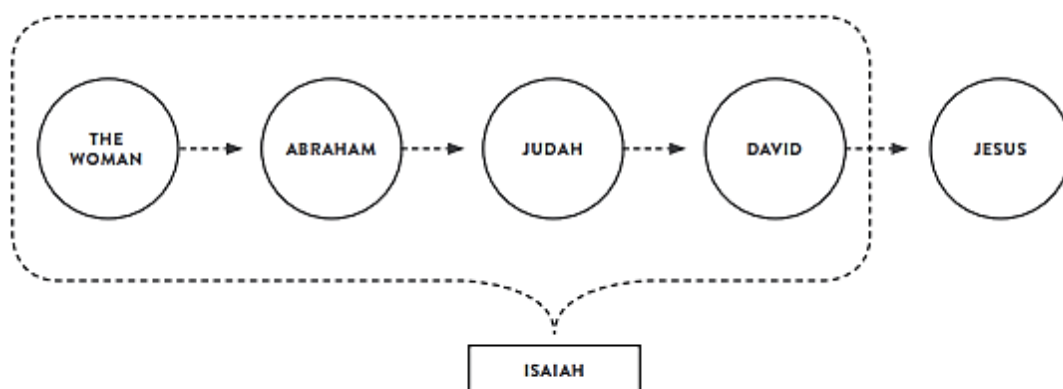 THE
WOMAN
ABRAHAM
JUDAH
DAVID
JESUS
ISAIAH